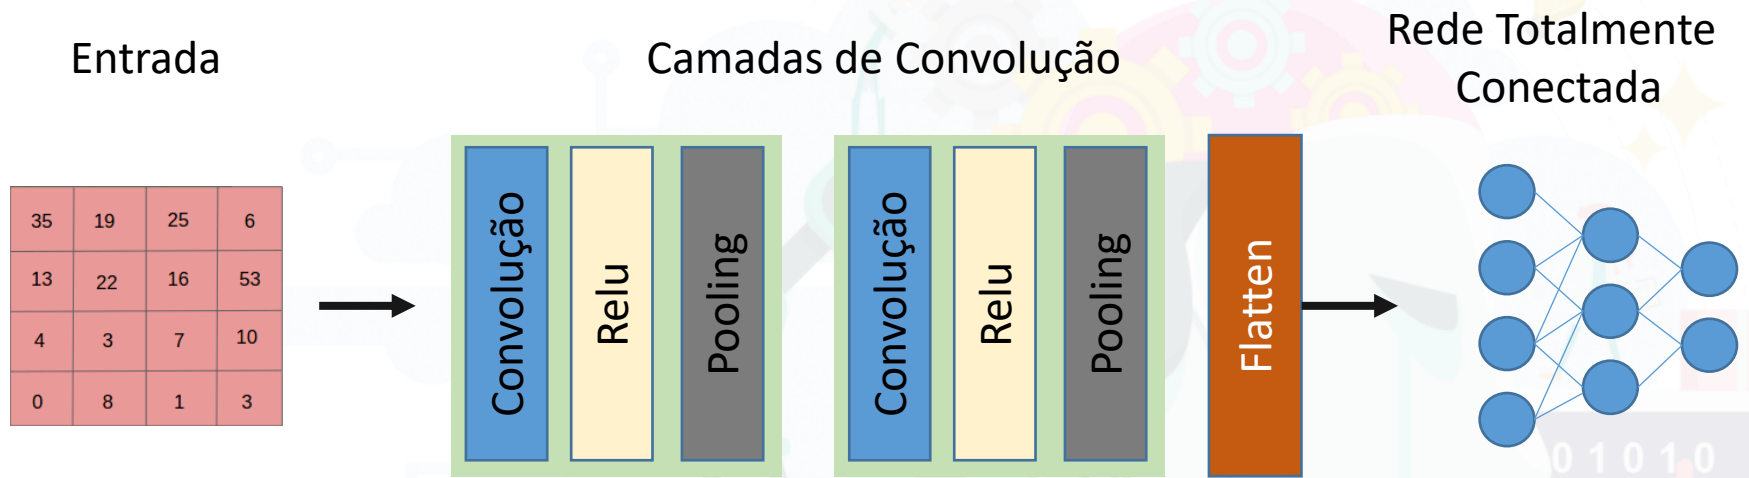 Entrada
Camadas de Convolução
Rede Totalmente
Conectada
35 19 25 6
13 22 16 53
4 3 7 10
0 8 1 3
Convolução
Relu
Pooling
Convolução
Relu
Pooling
Flatten
0 1 0 1 0